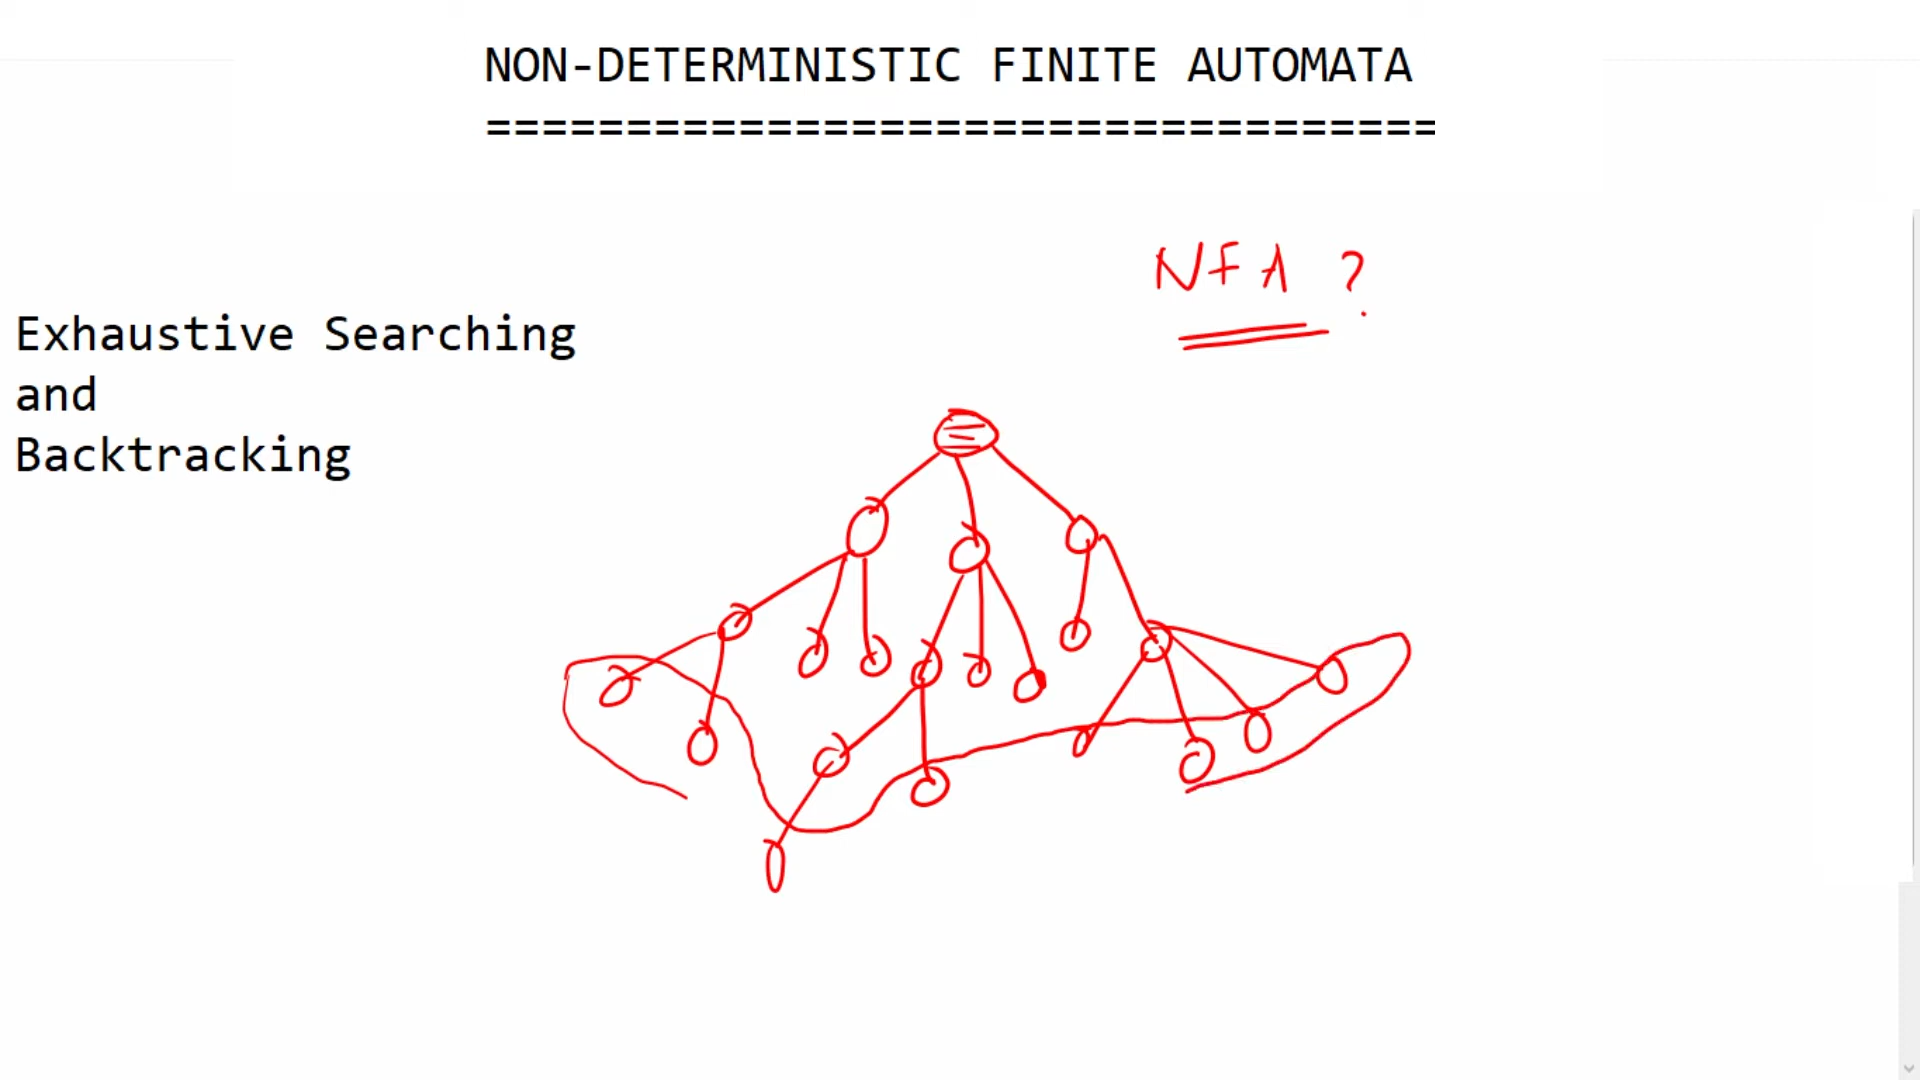 NON-DETERMINISTIC FINITE AUTOMATA
==================================
NFA ?
Exhaustive Searching
and
Backtracking